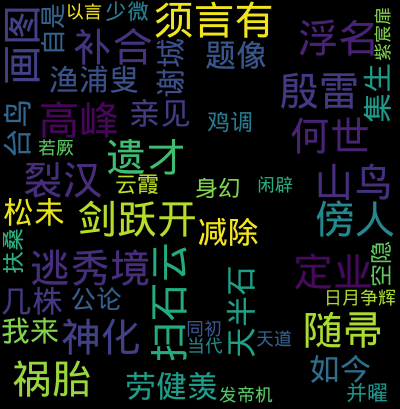 画图
自是
以言
少微
须言有
浮名
紫宸扉
补合
谢城
题像
渔浦叟
殷雷
集生
台鸟
高峰
亲见
鸡调
何世
若厥
遗才
裂汉
云霞
身幻
闲辟
山鸟
松未
剑跃开
减除
傍人
扶桑
逃秀境
扫石云
天半石
定业
空隐
几株
公论
日月争辉
我来
神化
同初
当代
天道
随帚
祸胎
劳健羡
发帝机
如今
并曜